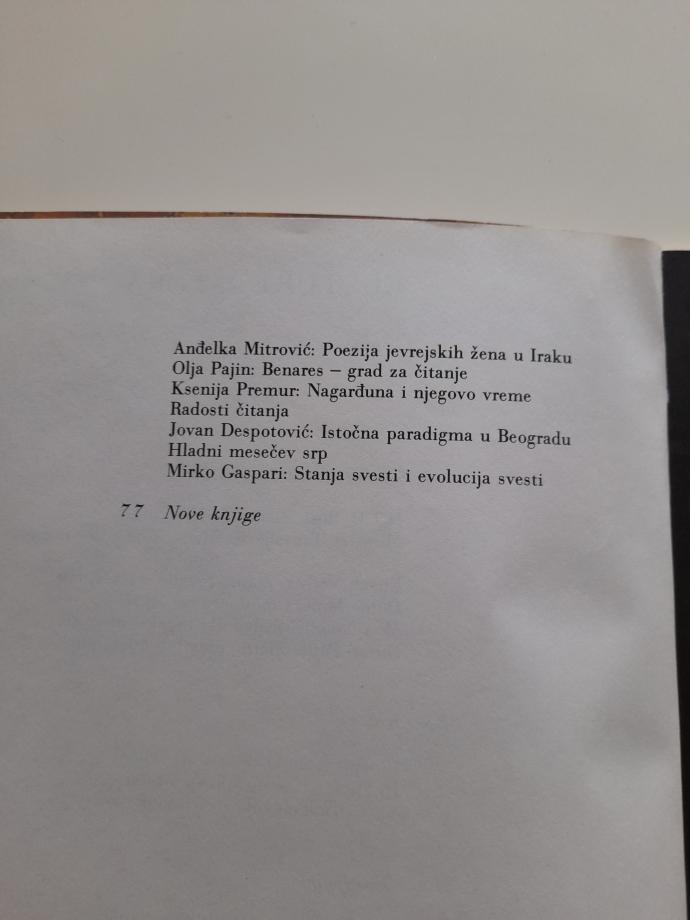 Anđelka Mitrović: Poezija jevrejskih žena u Iraku
Olja Pajin: Benares – grad za čitanje
Ksenija Premur: Nagarđuna i njegovo vreme
Radosti čitanja
Jovan Despotović: Istočna paradigma u Beogradu
Hladni mesečev srp
Mirko Gaspari: Stanja svesti i evolucija svesti
77 Nove knjige